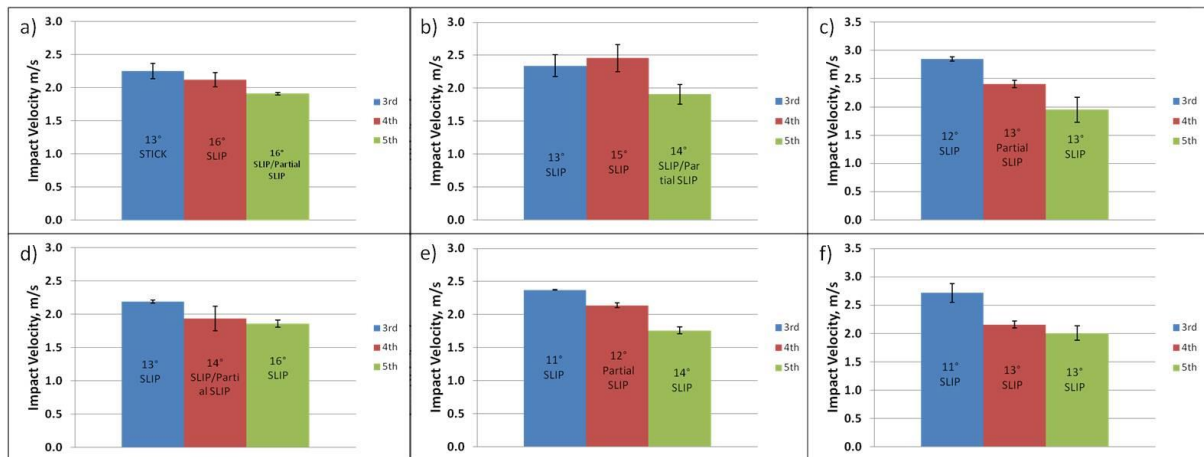 a)
Impact Velocity, m/s
3.0
2.5
2.0
1.5
1.0
0.5
0.0
13°
STICK
16°
SLIP
16°
SLIP/Partial
SLIP
3rd
4th
5th
b)
Impact Velocity, m/s
3.0
2.5
2.0
1.5
1.0
0.5
0.0
13°
SLIP
15°
SLIP
14°
SLIP/Par
tial SLIP
3rd
4th
5th
c)
Impact Velocity, m/s
3.5
3.0
2.5
2.0
1.5
1.0
0.5
0.0
12°
SLIP
13°
Partial
SLIP
13°
SLIP
3rd
4th
5th
d)
Impact Velocity, m/s
3.0
2.5
2.0
1.5
1.0
0.5
0.0
13°
SLIP
14°
SLIP/Parti
al SLIP
16°
SLIP
3rd
4th
5th
e)
Impact Velocity, m/s
3.0
2.5
2.0
1.5
1.0
0.5
0.0
11°
SLIP
12°
Partial
SLIP
14°
SLIP
3rd
4th
5th
f)
Impact Velocity, m/s
3.5
3.0
2.5
2.0
1.5
1.0
0.5
0.0
11°
SLIP
13°
SLIP
13°
SLIP
3rd
4th
5th